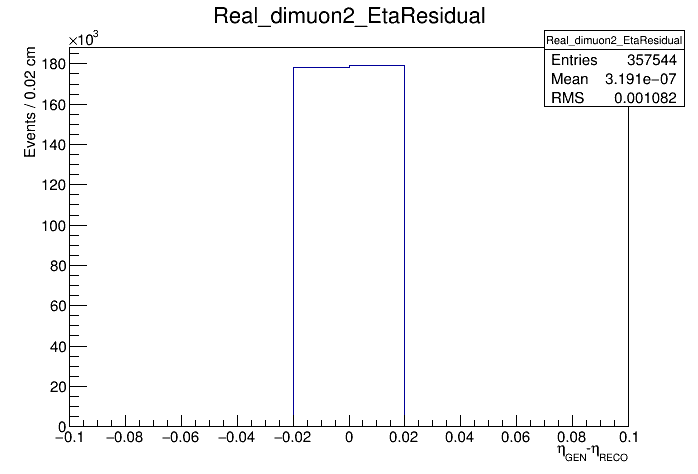 Real_dimuon2_EtaResidual
×10³
Real_dimuon2_EtaResidual
Entries 357544
Mean 3.191e−07
RMS 0.001082
Events / 0.02 cm
180
160
140
120
100
80
60
40
20
0
−0.1 −0.08 −0.06 −0.04 −0.02 0 0.02 0.04 0.06 0.08 0.1
η_GEN-η_RECO